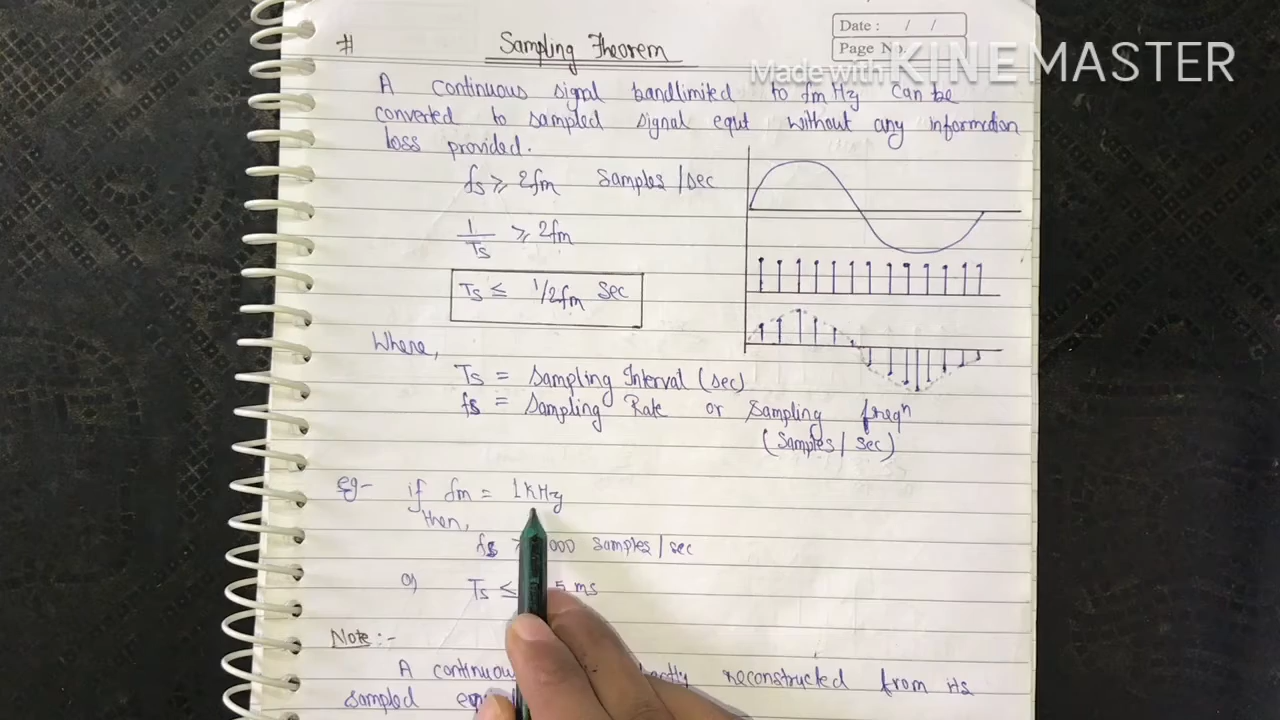 Date : / /
Page No.
Made with KINEMASTER
# Sampling Theorem
A continuous signal bandlimited to fm Hz can be
converted to sampled signal eqvt without any information
loss provided.
fs ≥ 2fm Samples /sec
1/Ts ≥ 2fm
Ts ≤ 1/2fm Sec
Where,
Ts = Sampling Interval (sec)
fs = Sampling Rate or Sampling freqⁿ
(Samples/ sec)
eg- if fm = 1KHz
then,
fs 000 Samples/sec
or Ts ≤ 5 ms
Note :-
A continuous reconstructed from its
sampled